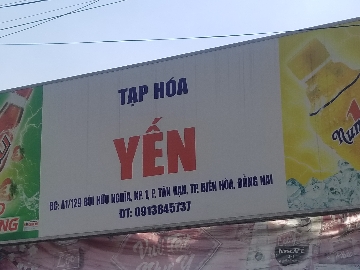 TẠP HÓA
YẾN
ĐC: A1/129 BÙI HỮU NGHĨA, KP. 1, P. TÂN VẠN, TP. BIÊN HÒA, ĐỒNG NAI
ĐT: 0913845737